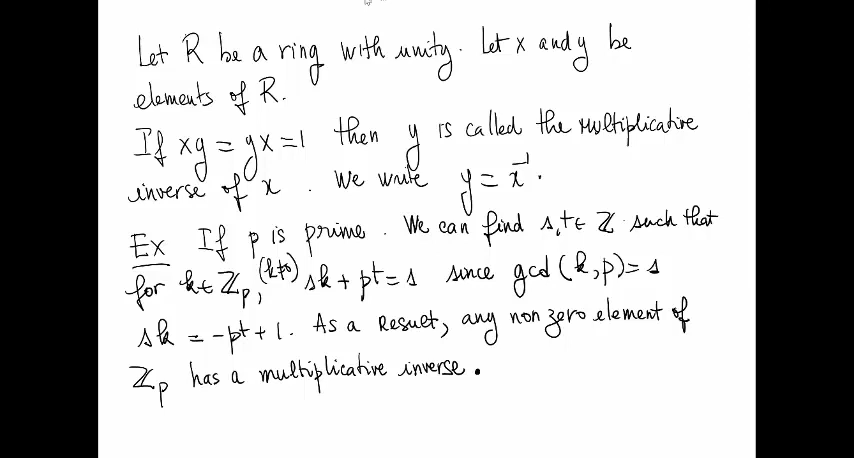 Let R be a ring with unity. Let x and y be
elements of R.
If xy = yx = 1 then y is called the multiplicative
inverse of x. We write y = x⁻¹.
Ex If p is prime. We can find s,t ∈ ℤ such that
for k ∈ ℤₚ, (k≠0) sk + pt = 1 since gcd(k,p) = 1
sk = -pt + 1. As a result, any non zero element of
ℤₚ has a multiplicative inverse.